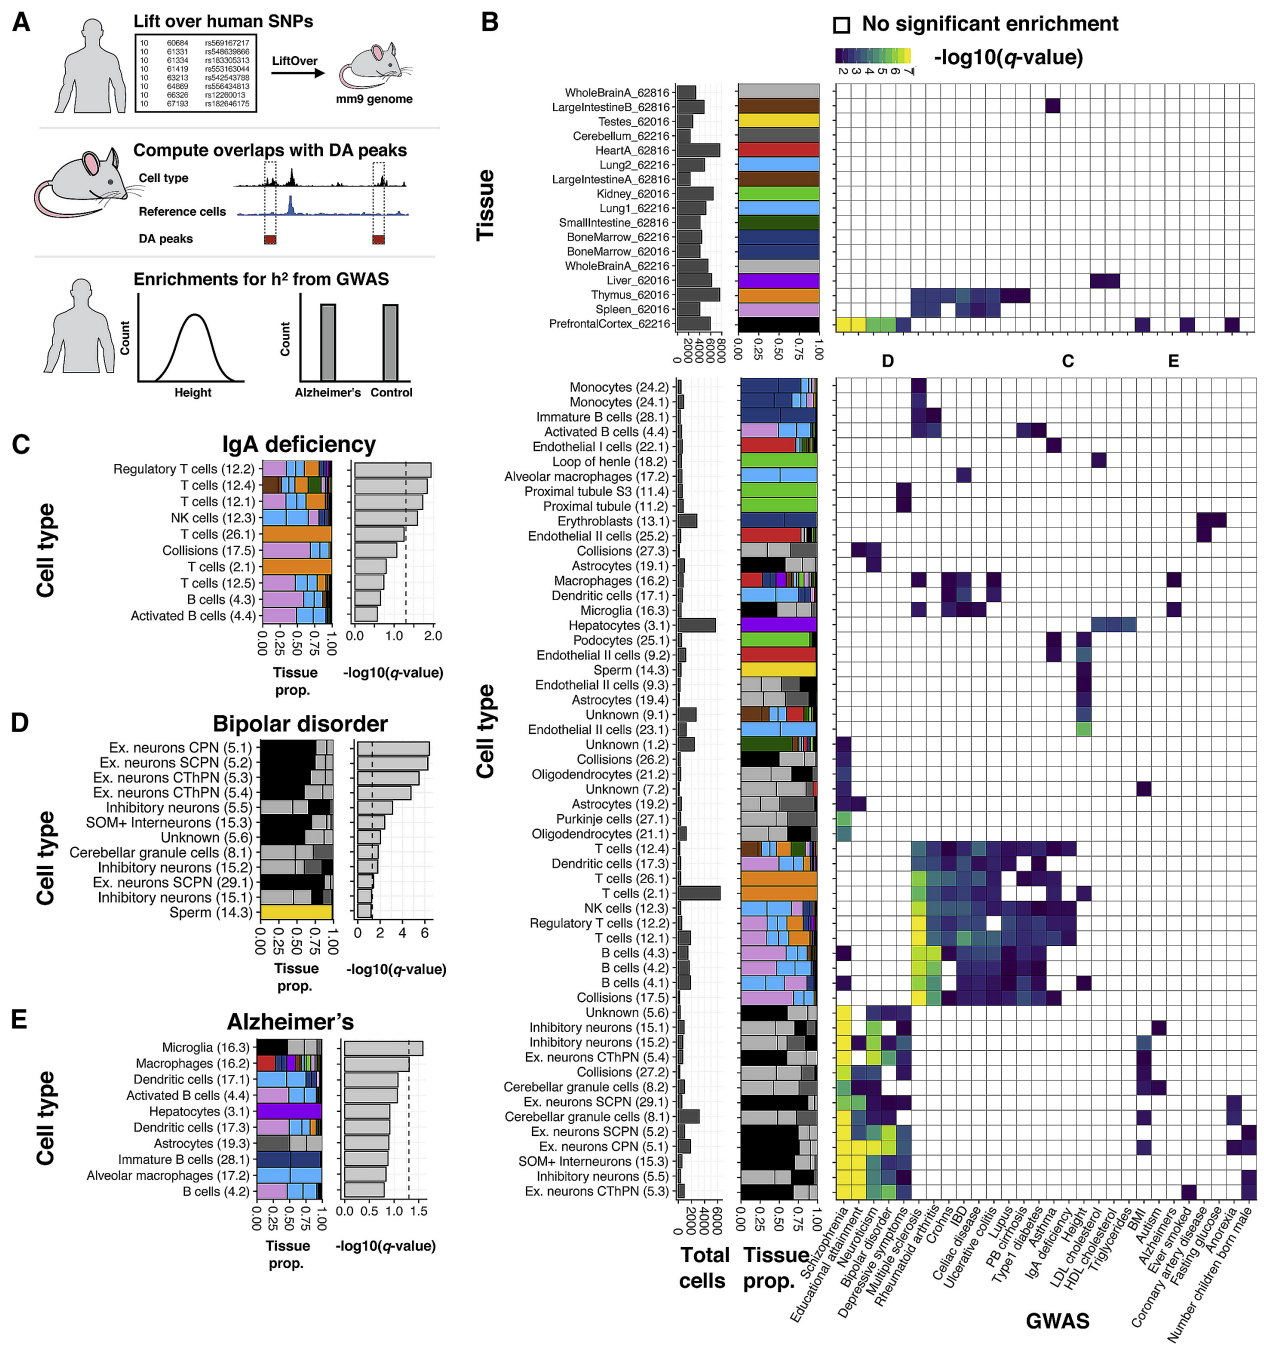 A
Lift over human SNPs
10 60684 rs569167217
10 61331 rs548639866
10 61334 rs183305313
10 61419 rs553163044
10 63213 rs542543788
10 64869 rs556434813
10 66326 rs12260013
10 67193 rs182646175
LiftOver
mm9 genome
Compute overlaps with DA peaks
Cell type
Reference cells
DA peaks
Enrichments for h² from GWAS
Count
Height
Count
Alzheimer's Control
B
No significant enrichment
2 3 4 5 6 7
-log10(q-value)
Tissue
WholeBrainA_62816
LargeIntestineB_62816
Testes_62016
Cerebellum_62216
HeartA_62816
Lung2_62216
LargeIntestineA_62816
Kidney_62016
Lung1_62216
SmallIntestine_62816
BoneMarrow_62216
BoneMarrow_62016
WholeBrainA_62216
Liver_62016
Thymus_62016
Spleen_62016
PrefrontalCortex_62216
0 2000 4000 6000 8000
0.00 0.25 0.50 0.75 1.00
D C E
Cell type
Monocytes (24.2)
Monocytes (24.1)
Immature B cells (28.1)
Activated B cells (4.4)
Endothelial I cells (22.1)
Loop of henle (18.2)
Alveolar macrophages (17.2)
Proximal tubule S3 (11.4)
Proximal tubule (11.2)
Erythroblasts (13.1)
Endothelial II cells (25.2)
Collisions (27.3)
Astrocytes (19.1)
Macrophages (16.2)
Dendritic cells (17.1)
Microglia (16.3)
Hepatocytes (3.1)
Podocytes (25.1)
Endothelial II cells (9.2)
Sperm (14.3)
Endothelial II cells (9.3)
Astrocytes (19.4)
Unknown (9.1)
Endothelial II cells (23.1)
Unknown (1.2)
Collisions (26.2)
Oligodendrocytes (21.2)
Unknown (7.2)
Astrocytes (19.2)
Purkinje cells (27.1)
Oligodendrocytes (21.1)
T cells (12.4)
Dendritic cells (17.3)
T cells (26.1)
T cells (2.1)
NK cells (12.3)
Regulatory T cells (12.2)
T cells (12.1)
B cells (4.3)
B cells (4.2)
B cells (4.1)
Collisions (17.5)
Unknown (5.6)
Inhibitory neurons (15.1)
Inhibitory neurons (15.2)
Ex. neurons CThPN (5.4)
Collisions (27.2)
Cerebellar granule cells (8.2)
Ex. neurons SCPN (29.1)
Cerebellar granule cells (8.1)
Ex. neurons SCPN (5.2)
Ex. neurons CPN (5.1)
SOM+ Interneurons (15.3)
Inhibitory neurons (5.5)
Ex. neurons CThPN (5.3)
0 2000 4000 6000
0.00 0.25 0.50 0.75 1.00
Total cells
Tissue prop.
Schizophrenia
Educational attainment
Neuroticism
Bipolar disorder
Depressive symptoms
Multiple sclerosis
Rheumatoid arthritis
Crohns
IBD
Celiac disease
Ulcerative colitis
Lupus
PB cirrhosis
Type1 diabetes
Asthma
IgA deficiency
Height
LDL cholesterol
HDL cholesterol
Triglycerides
BMI
Autism
Alzheimers
Ever smoked
Coronary artery disease
Fasting glucose
Anorexia
Number children born male
GWAS
C
IgA deficiency
Cell type
Regulatory T cells (12.2)
T cells (12.4)
T cells (12.1)
NK cells (12.3)
T cells (26.1)
Collisions (17.5)
T cells (2.1)
T cells (12.5)
B cells (4.3)
Activated B cells (4.4)
0.00 0.25 0.50 0.75 1.00
0.0 1.0 2.0
Tissue prop.
-log10(q-value)
D
Bipolar disorder
Cell type
Ex. neurons CPN (5.1)
Ex. neurons SCPN (5.2)
Ex. neurons CThPN (5.3)
Ex. neurons CThPN (5.4)
Inhibitory neurons (5.5)
SOM+ Interneurons (15.3)
Unknown (5.6)
Cerebellar granule cells (8.1)
Inhibitory neurons (15.2)
Ex. neurons SCPN (29.1)
Inhibitory neurons (15.1)
Sperm (14.3)
0.00 0.25 0.50 0.75 1.00
0 2 4 6
Tissue prop.
-log10(q-value)
E
Alzheimer's
Cell type
Microglia (16.3)
Macrophages (16.2)
Dendritic cells (17.1)
Activated B cells (4.4)
Hepatocytes (3.1)
Dendritic cells (17.3)
Astrocytes (19.3)
Immature B cells (28.1)
Alveolar macrophages (17.2)
B cells (4.2)
0.00 0.25 0.50 0.75 1.00
0.0 0.5 1.0 1.5
Tissue prop.
-log10(q-value)